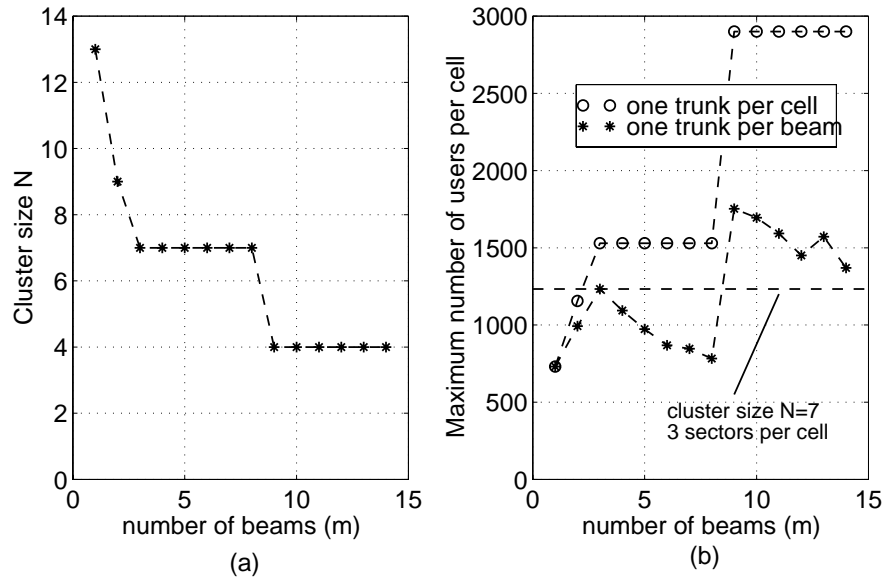 14
12
10
8
6
4
2
0
Cluster size N
0 5 10 15
number of beams (m)
(a)
3000
2500
2000
1500
1000
500
0
Maximum number of users per cell
one trunk per cell
one trunk per beam
cluster size N=7
3 sectors per cell
0 5 10 15
number of beams (m)
(b)